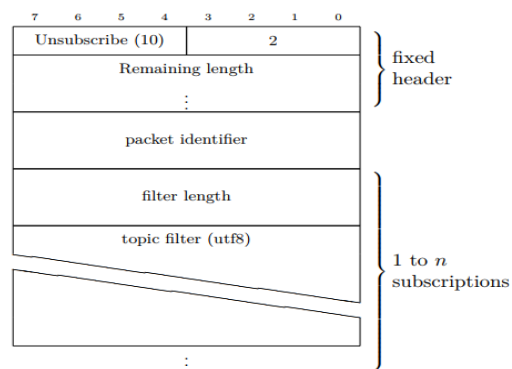 7 6 5 4 3 2 1 0
Unsubscribe (10) 2
Remaining length
⋮
fixed
header
packet identifier
filter length
topic filter (utf8)
1 to n
subscriptions
⋮